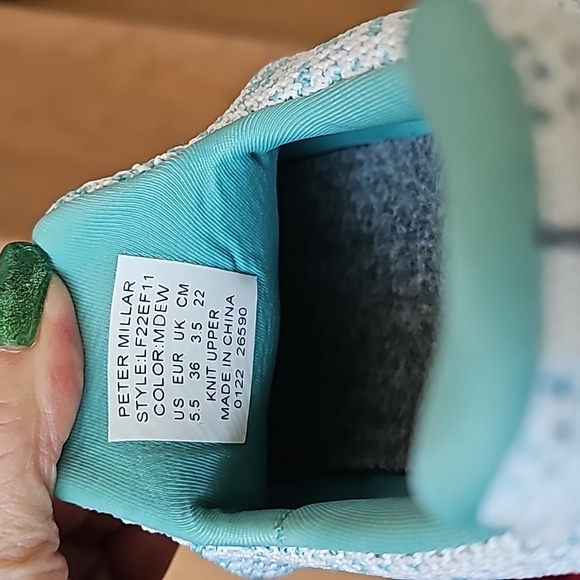 PETER MILLAR
STYLE:LF22EF11
COLOR:MDEW
US EUR UK CM
5.5 36 3.5 22
KNIT UPPER
MADE IN CHINA
0122 26590